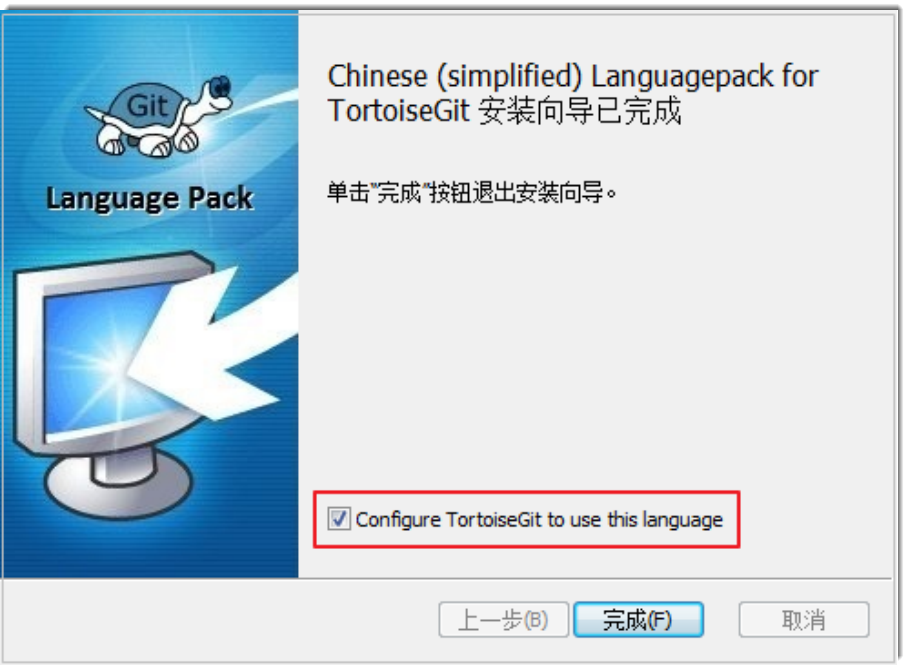 Git
Language Pack
Chinese (simplified) Languagepack for
TortoiseGit 安装向导已完成
单击"完成"按钮退出安装向导。
Configure TortoiseGit to use this language
上一步(B)
完成(F)
取消